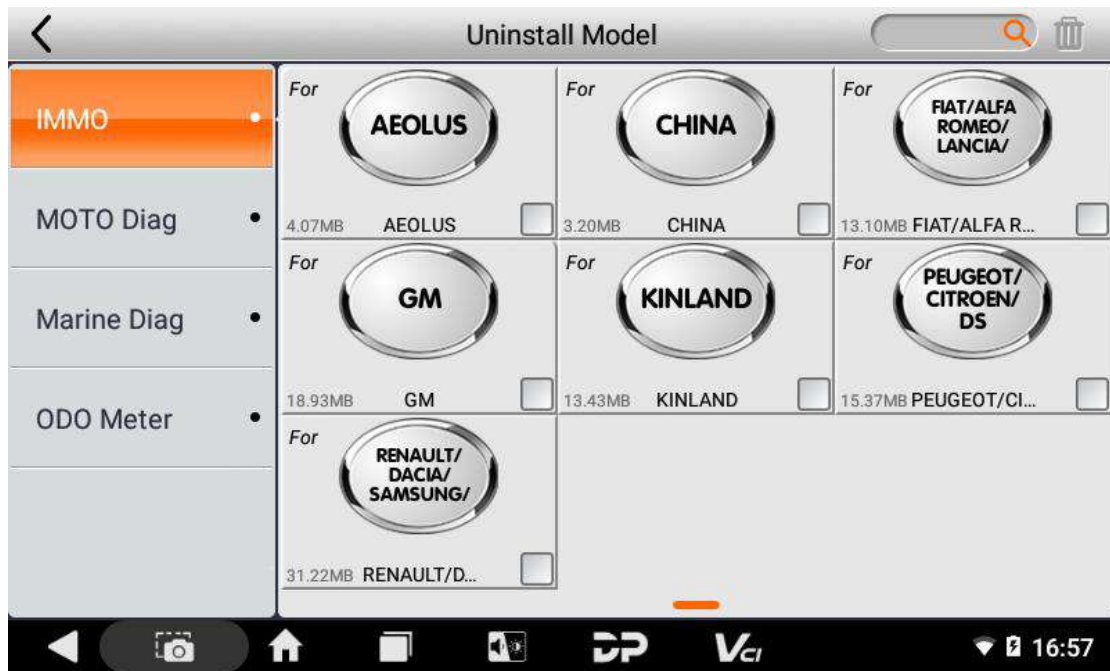 Uninstall Model
IMMO
MOTO Diag
Marine Diag
ODO Meter
For
AEOLUS
4.07MB AEOLUS
For
CHINA
3.20MB CHINA
For
FIAT/ALFA
ROMEO/
LANCIA/
13.10MB FIAT/ALFA R...
For
GM
18.93MB GM
For
KINLAND
13.43MB KINLAND
For
PEUGEOT/
CITROEN/
DS
15.37MB PEUGEOT/CI...
For
RENAULT/
DACIA/
SAMSUNG/
31.22MB RENAULT/D...
DP VCI 16:57